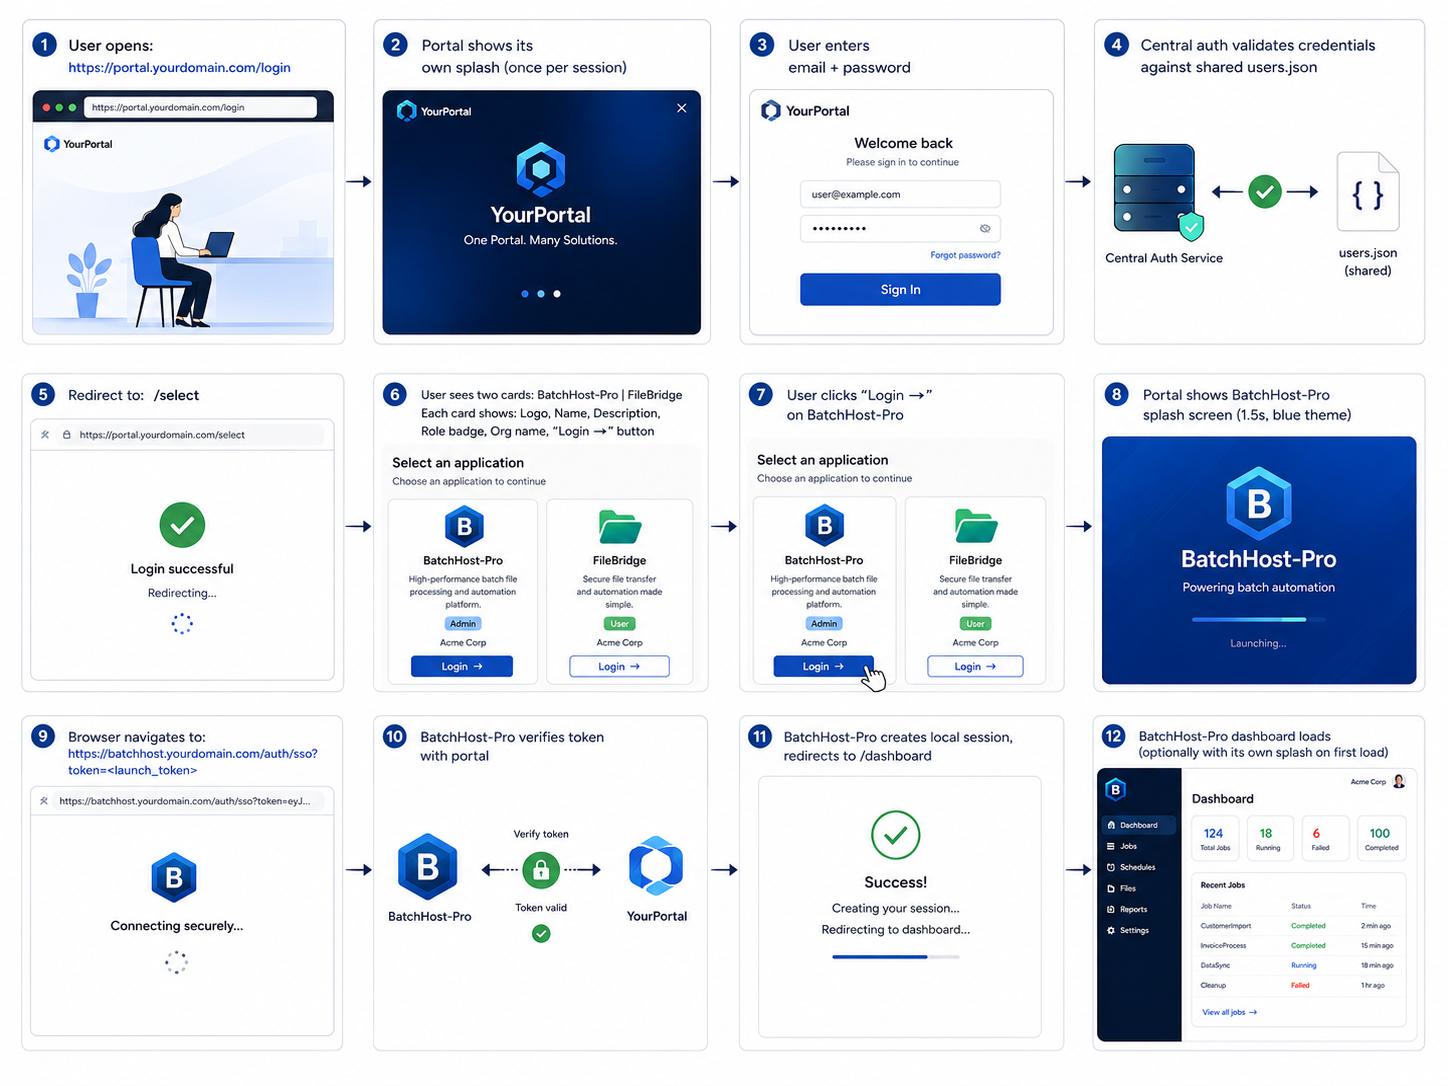 1 User opens:
https://portal.yourdomain.com/login
https://portal.yourdomain.com/login
YourPortal
2 Portal shows its
own splash (once per session)
YourPortal
YourPortal
One Portal. Many Solutions.
3 User enters
email + password
YourPortal
Welcome back
Please sign in to continue
user@example.com
•••••••••
Forgot password?
Sign In
4 Central auth validates credentials
against shared users.json
{ }
Central Auth Service
users.json
(shared)
5 Redirect to: /select
https://portal.yourdomain.com/select
Login successful
Redirecting...
6 User sees two cards: BatchHost-Pro | FileBridge
Each card shows: Logo, Name, Description,
Role badge, Org name, “Login →” button
Select an application
Choose an application to continue
B
BatchHost-Pro
High-performance batch file
processing and automation
platform.
Admin
Acme Corp
Login →
FileBridge
Secure file transfer
and automation made
simple.
User
Acme Corp
Login →
7 User clicks “Login →”
on BatchHost-Pro
Select an application
Choose an application to continue
B
BatchHost-Pro
High-performance batch file
processing and automation
platform.
Admin
Acme Corp
Login →
FileBridge
Secure file transfer
and automation made
simple.
User
Acme Corp
Login →
8 Portal shows BatchHost-Pro
splash screen (1.5s, blue theme)
B
BatchHost-Pro
Powering batch automation
Launching...
9 Browser navigates to:
https://batchhost.yourdomain.com/auth/sso?
token=<launch_token>
https://batchhost.yourdomain.com/auth/sso?token=eyJ...
B
Connecting securely...
10 BatchHost-Pro verifies token
with portal
B
BatchHost-Pro
Verify token
Token valid
YourPortal
11 BatchHost-Pro creates local session,
redirects to /dashboard
Success!
Creating your session...
Redirecting to dashboard...
12 BatchHost-Pro dashboard loads
(optionally with its own splash on first load)
B
Dashboard
Jobs
Schedules
Files
Reports
Settings
Acme Corp
Dashboard
124
Total Jobs
18
Running
6
Failed
100
Completed
Recent Jobs
Job Name Status Time
CustomerImport Completed 2 min ago
InvoiceProcess Completed 15 min ago
DataSync Running 18 min ago
Cleanup Failed 1 hr ago
View all jobs →